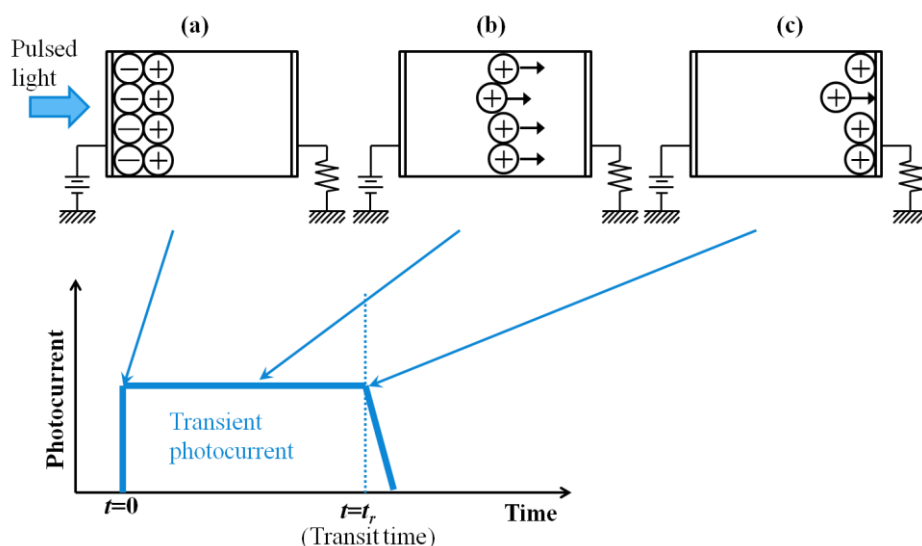 (a)
(b)
(c)
Pulsed
light
− +
− +
− +
− +
+
+
+
+
+
+
+
+
Photocurrent
Transient
photocurrent
t=0
t=tr
(Transit time)
Time